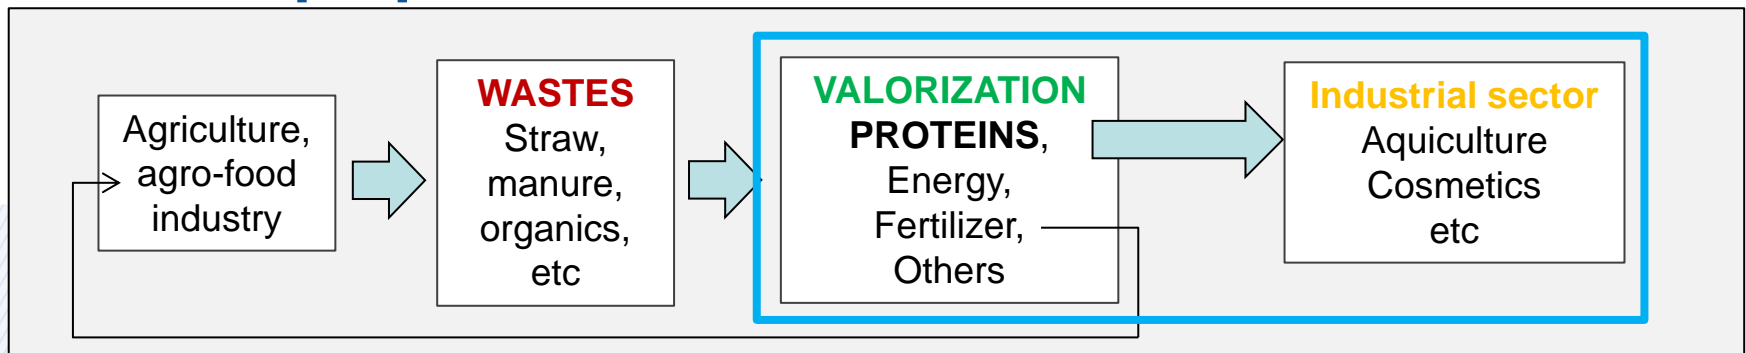 Agriculture,
agro-food
industry
WASTES
Straw,
manure,
organics,
etc
VALORIZATION
PROTEINS,
Energy,
Fertilizer,
Others
Industrial sector
Aquiculture
Cosmetics
etc